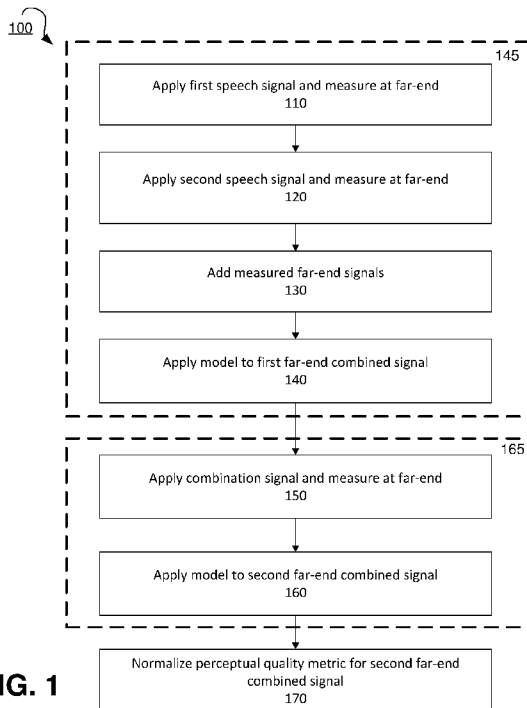 100
145
Apply first speech signal and measure at far-end
110
Apply second speech signal and measure at far-end
120
Add measured far-end signals
130
Apply model to first far-end combined signal
140
165
Apply combination signal and measure at far-end
150
Apply model to second far-end combined signal
160
Normalize perceptual quality metric for second far-end
combined signal
170
IG. 1